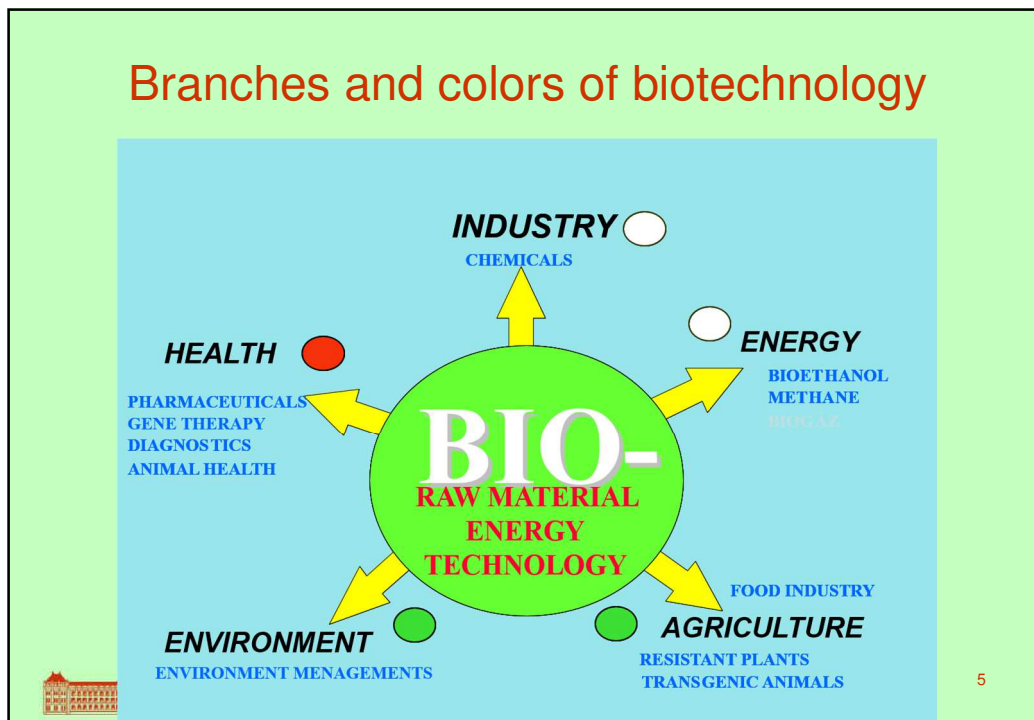 Branches and colors of biotechnology
INDUSTRY
CHEMICALS
HEALTH
PHARMACEUTICALS
GENE THERAPY
DIAGNOSTICS
ANIMAL HEALTH
ENERGY
BIOETHANOL
METHANE
BIOGAZ
BIO-
RAW MATERIAL
ENERGY
TECHNOLOGY
ENVIRONMENT
ENVIRONMENT MENAGEMENTS
FOOD INDUSTRY
AGRICULTURE
RESISTANT PLANTS
TRANSGENIC ANIMALS
5